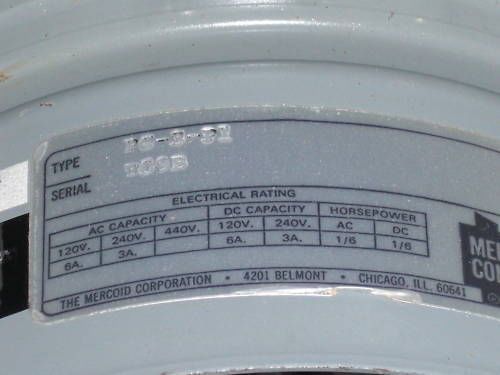 TYPE
SERIAL
ELECTRICAL RATING
AC CAPACITY DC CAPACITY HORSEPOWER
120V. 240V. 440V. 120V. 240V. AC DC
6A. 3A. 6A. 3A. 1/6 1/6
THE MERCOID CORPORATION • 4201 BELMONT • CHICAGO, ILL. 60641